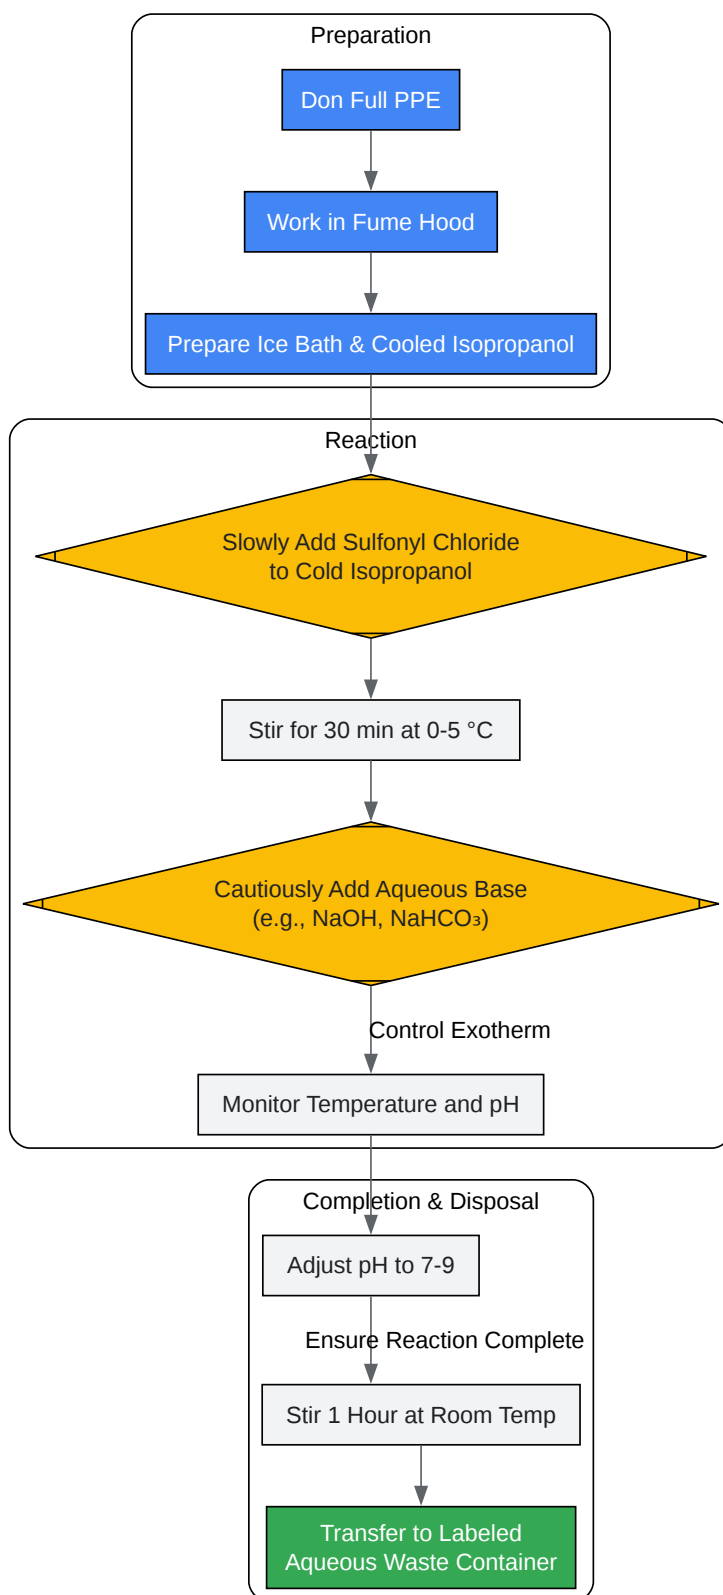 Preparation
Don Full PPE
Work in Fume Hood
Prepare Ice Bath & Cooled Isopropanol
Reaction
Slowly Add Sulfonyl Chloride
to Cold Isopropanol
Stir for 30 min at 0-5 °C
Cautiously Add Aqueous Base
(e.g., NaOH, NaHCO₃)
Control Exotherm
Monitor Temperature and pH
Completion & Disposal
Adjust pH to 7-9
Ensure Reaction Complete
Stir 1 Hour at Room Temp
Transfer to Labeled
Aqueous Waste Container